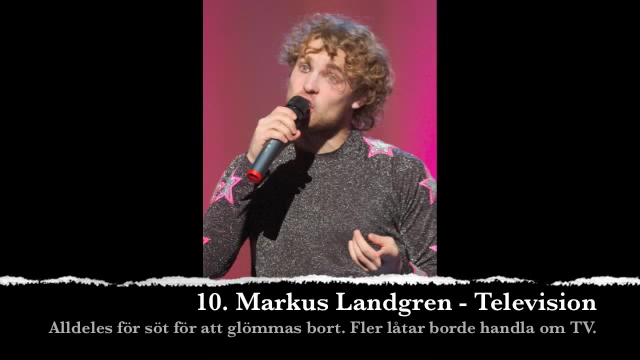 10. Markus Landgren - Television
Alldeles för söt för att glömmas bort. Fler låtar borde handla om TV.